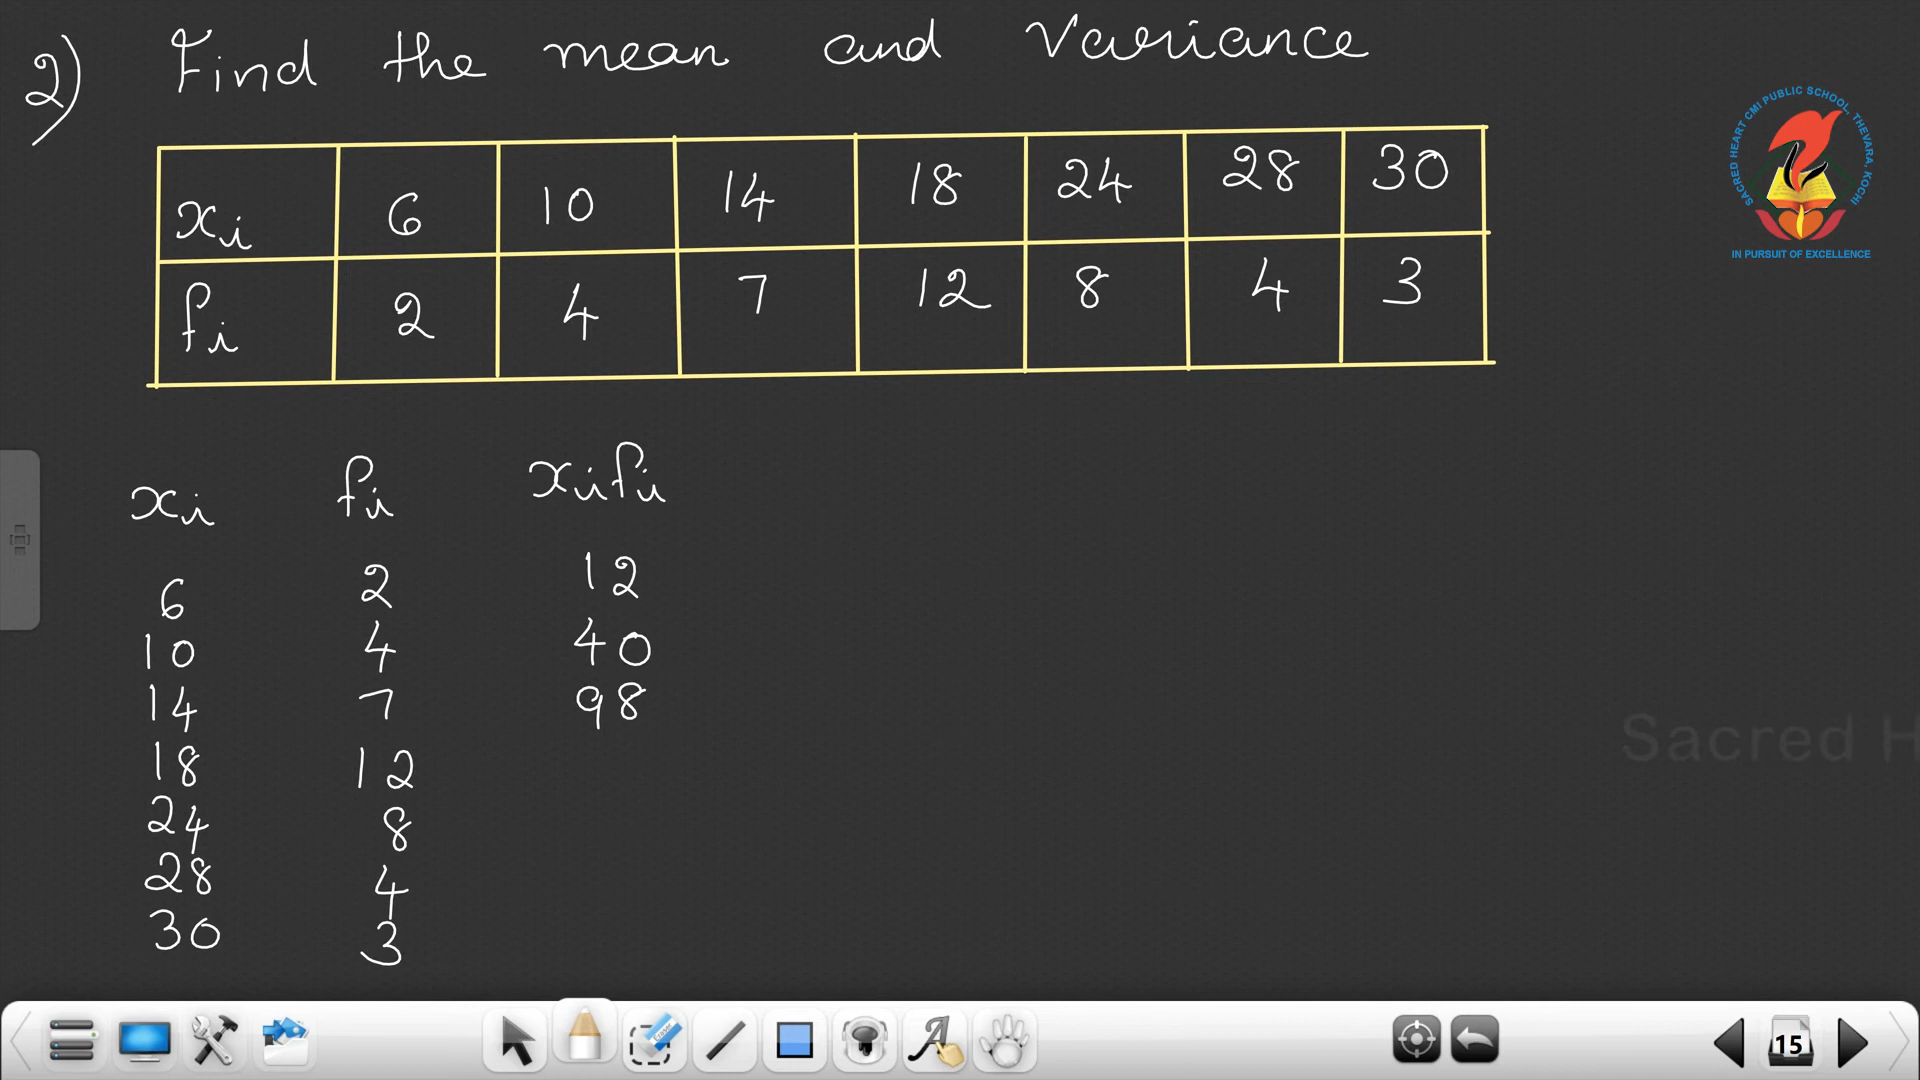 2) Find the mean and Variance
xi 6 10 14 18 24 28 30
fi 2 4 7 12 8 4 3
xi fi xifi
6 2 12
10 4 40
14 7 98
18 12
24 8
28 4
30 3
SACRED HEART CMI PUBLIC SCHOOL, THEVARA, KOCHI
IN PURSUIT OF EXCELLENCE
Sacred H
Eraser
A
15